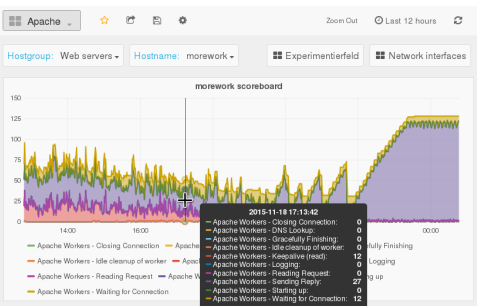 Apache
Zoom Out
Last 12 hours
Hostgroup: Web servers
Hostname: morework
Experimentierfeld
Network interfaces
morework scoreboard
150
125
100
75
50
25
0
14:00
16:00
00:00
2015-11-18 17:13:42
Apache Workers - Closing Connection: 0
Apache Workers - DNS Lookup: 0
Apache Workers - Gracefully Finishing: 0
Apache Workers - Idle cleanup of worker: 0
Apache Workers - Keepalive (read): 12
Apache Workers - Logging: 0
Apache Workers - Reading Request: 0
Apache Workers - Sending Reply: 27
Apache Workers - Starting up: 0
Apache Workers - Waiting for Connection: 12
Apache Workers - Closing Connection
Apache
Finishing
Apache Workers - Idle cleanup of worker
Logging
Apache Workers - Reading Request
Apache W
up
Apache Workers - Waiting for Connection